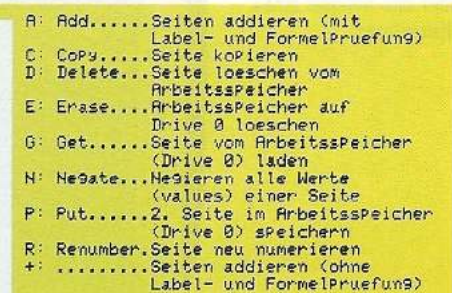 A: Add......Seiten addieren (mit
Label- und FormelPruefung)
C: Copy.....Seite kopieren
D: Delete...Seite loeschen vom
Arbeitsspeicher
E: Erase....Arbeitsspeicher auf
Drive 0 loeschen
G: Get......Seite vom Arbeitsspeicher
(Drive 0) laden
N: Negate...Negieren alle Werte
(values) einer Seite
P: Put......2. Seite im Arbeitsspeicher
(Drive 0) speichern
R: Renumber.Seite neu numerieren
+: .........Seiten addieren (ohne
Label- und FormelPruefung)